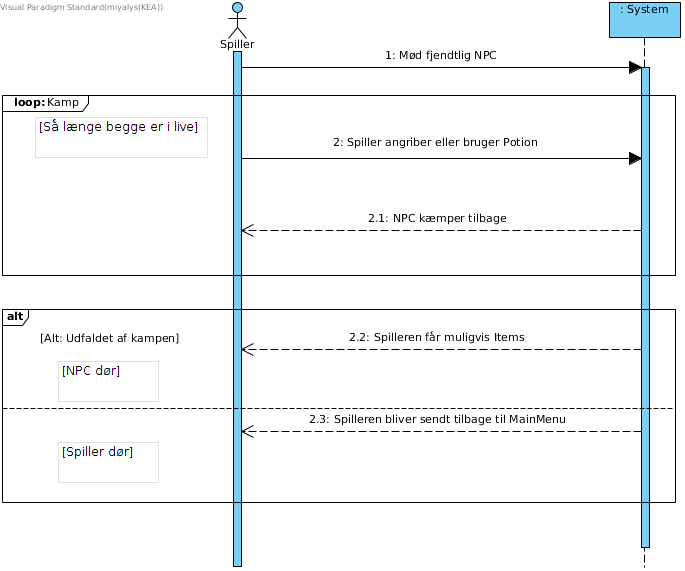 Visual Paradigm Standard(miyalys(KEA))
: System
Spiller
1: Mød fjendtlig NPC
loop: Kamp
[Så længe begge er i live]
2: Spiller angriber eller bruger Potion
2.1: NPC kæmper tilbage
alt
[Alt: Udfaldet af kampen]
2.2: Spilleren får muligvis Items
[NPC dør]
2.3: Spilleren bliver sendt tilbage til MainMenu
[Spiller dør]